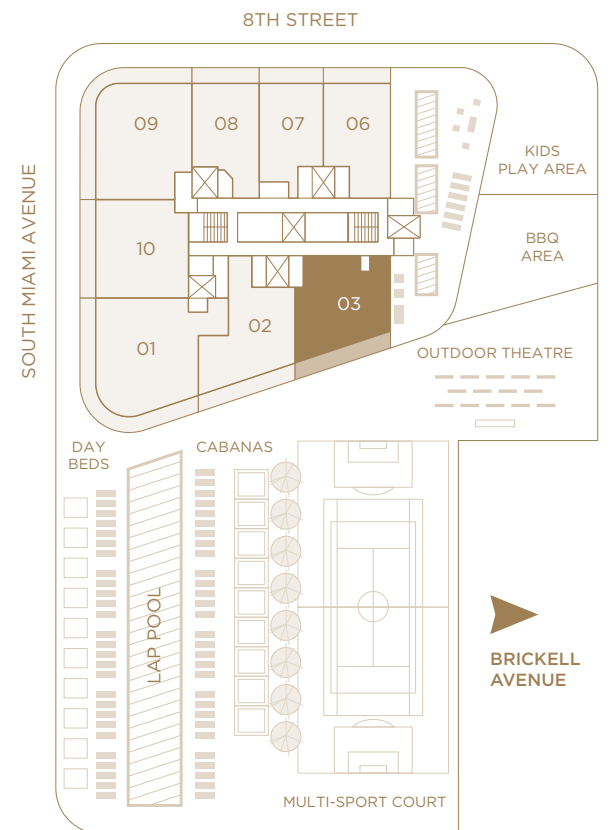 8TH STREET
SOUTH MIAMI AVENUE
09
08
07
06
KIDS
PLAY AREA
BBQ
AREA
10
03
02
01
OUTDOOR THEATRE
DAY
BEDS
CABANAS
LAP POOL
BRICKELL
AVENUE
MULTI-SPORT COURT